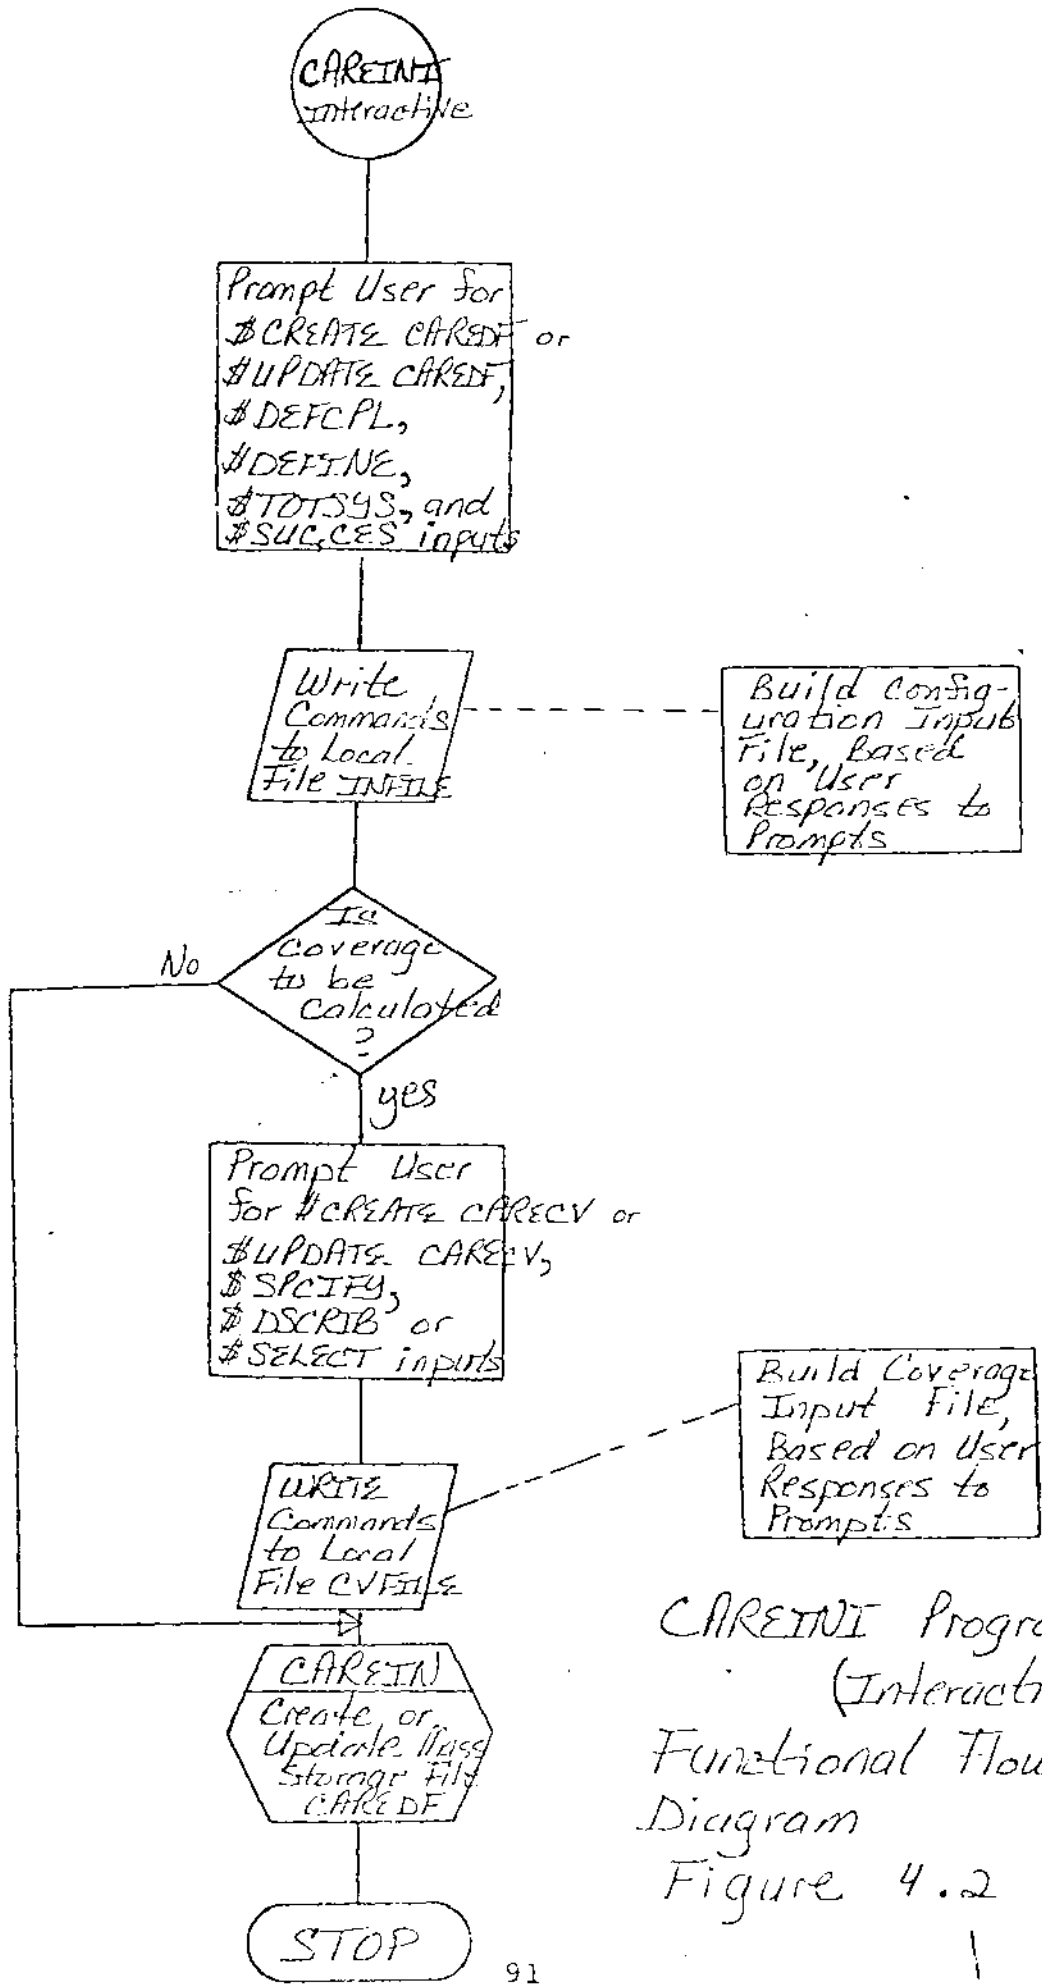 CAREINI
Interactive
Prompt User for
$CREATE CAREDF or
$UPDATE CAREDF,
$DEFCPL,
$DEFINE,
$TOTSYS, and
$SUCCES inputs
Write
Commands
to Local
File INFILE
Build Config-
uration Input
File, Based
on User
Responses to
Prompts
Is
Coverage
to be
Calculated
?
No
yes
Prompt User
for $CREATE CARECV or
$UPDATE CARECV,
$SPCIFY,
$DSCRIB or
$SELECT inputs
Build Coverage
Input File,
Based on User
Responses to
Prompts
WRITE
Commands
to Local
File CVFILE
CAREIN
Create or
Update Mass
Storage File
CAREDF
STOP
CAREINI Progra
(Interacti
Functional Flow
Diagram
Figure 4.2
91